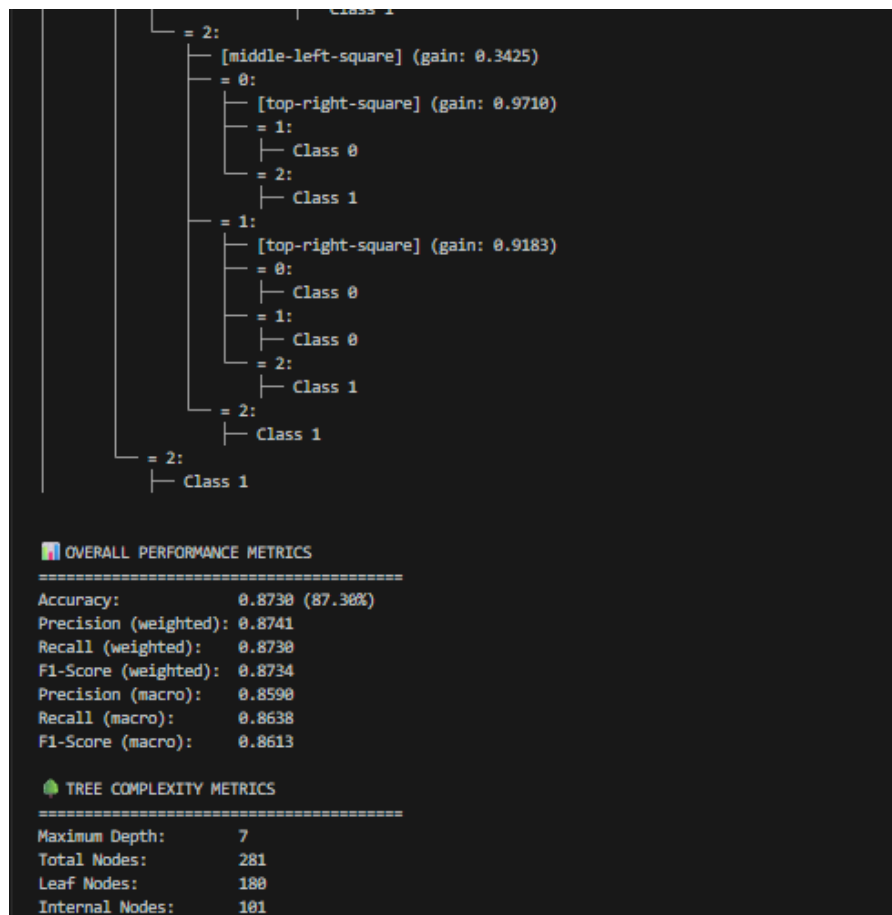 Class 1
= 2:
[middle-left-square] (gain: 0.3425)
= 0:
[top-right-square] (gain: 0.9710)
= 1:
Class 0
= 2:
Class 1
= 1:
[top-right-square] (gain: 0.9183)
= 0:
Class 0
= 1:
Class 0
= 2:
Class 1
= 2:
Class 1
= 2:
Class 1
OVERALL PERFORMANCE METRICS
========================================
Accuracy: 0.8730 (87.30%)
Precision (weighted): 0.8741
Recall (weighted): 0.8730
F1-Score (weighted): 0.8734
Precision (macro): 0.8590
Recall (macro): 0.8638
F1-Score (macro): 0.8613
TREE COMPLEXITY METRICS
========================================
Maximum Depth: 7
Total Nodes: 281
Leaf Nodes: 180
Internal Nodes: 101